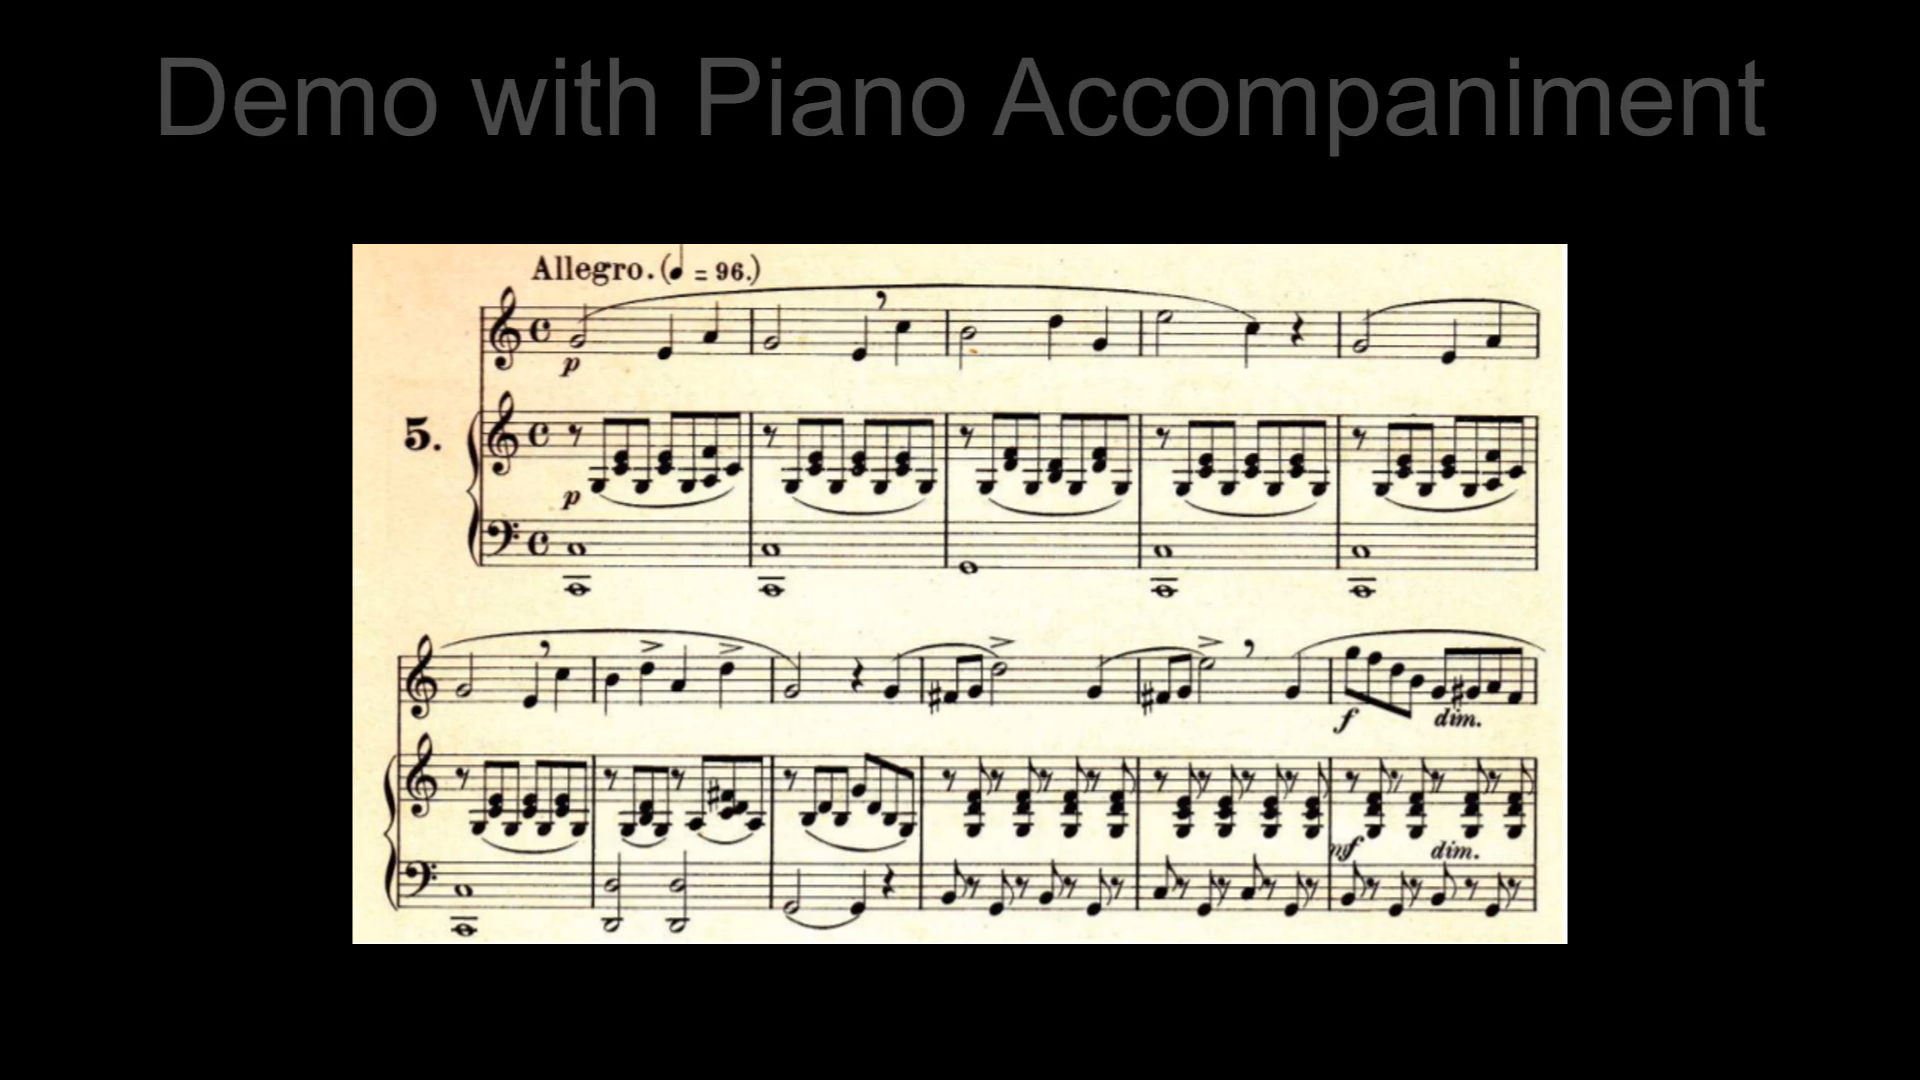 Demo with Piano Accompaniment
Allegro. (♩ = 96.)
p
5.
p
f dim.
mf dim.